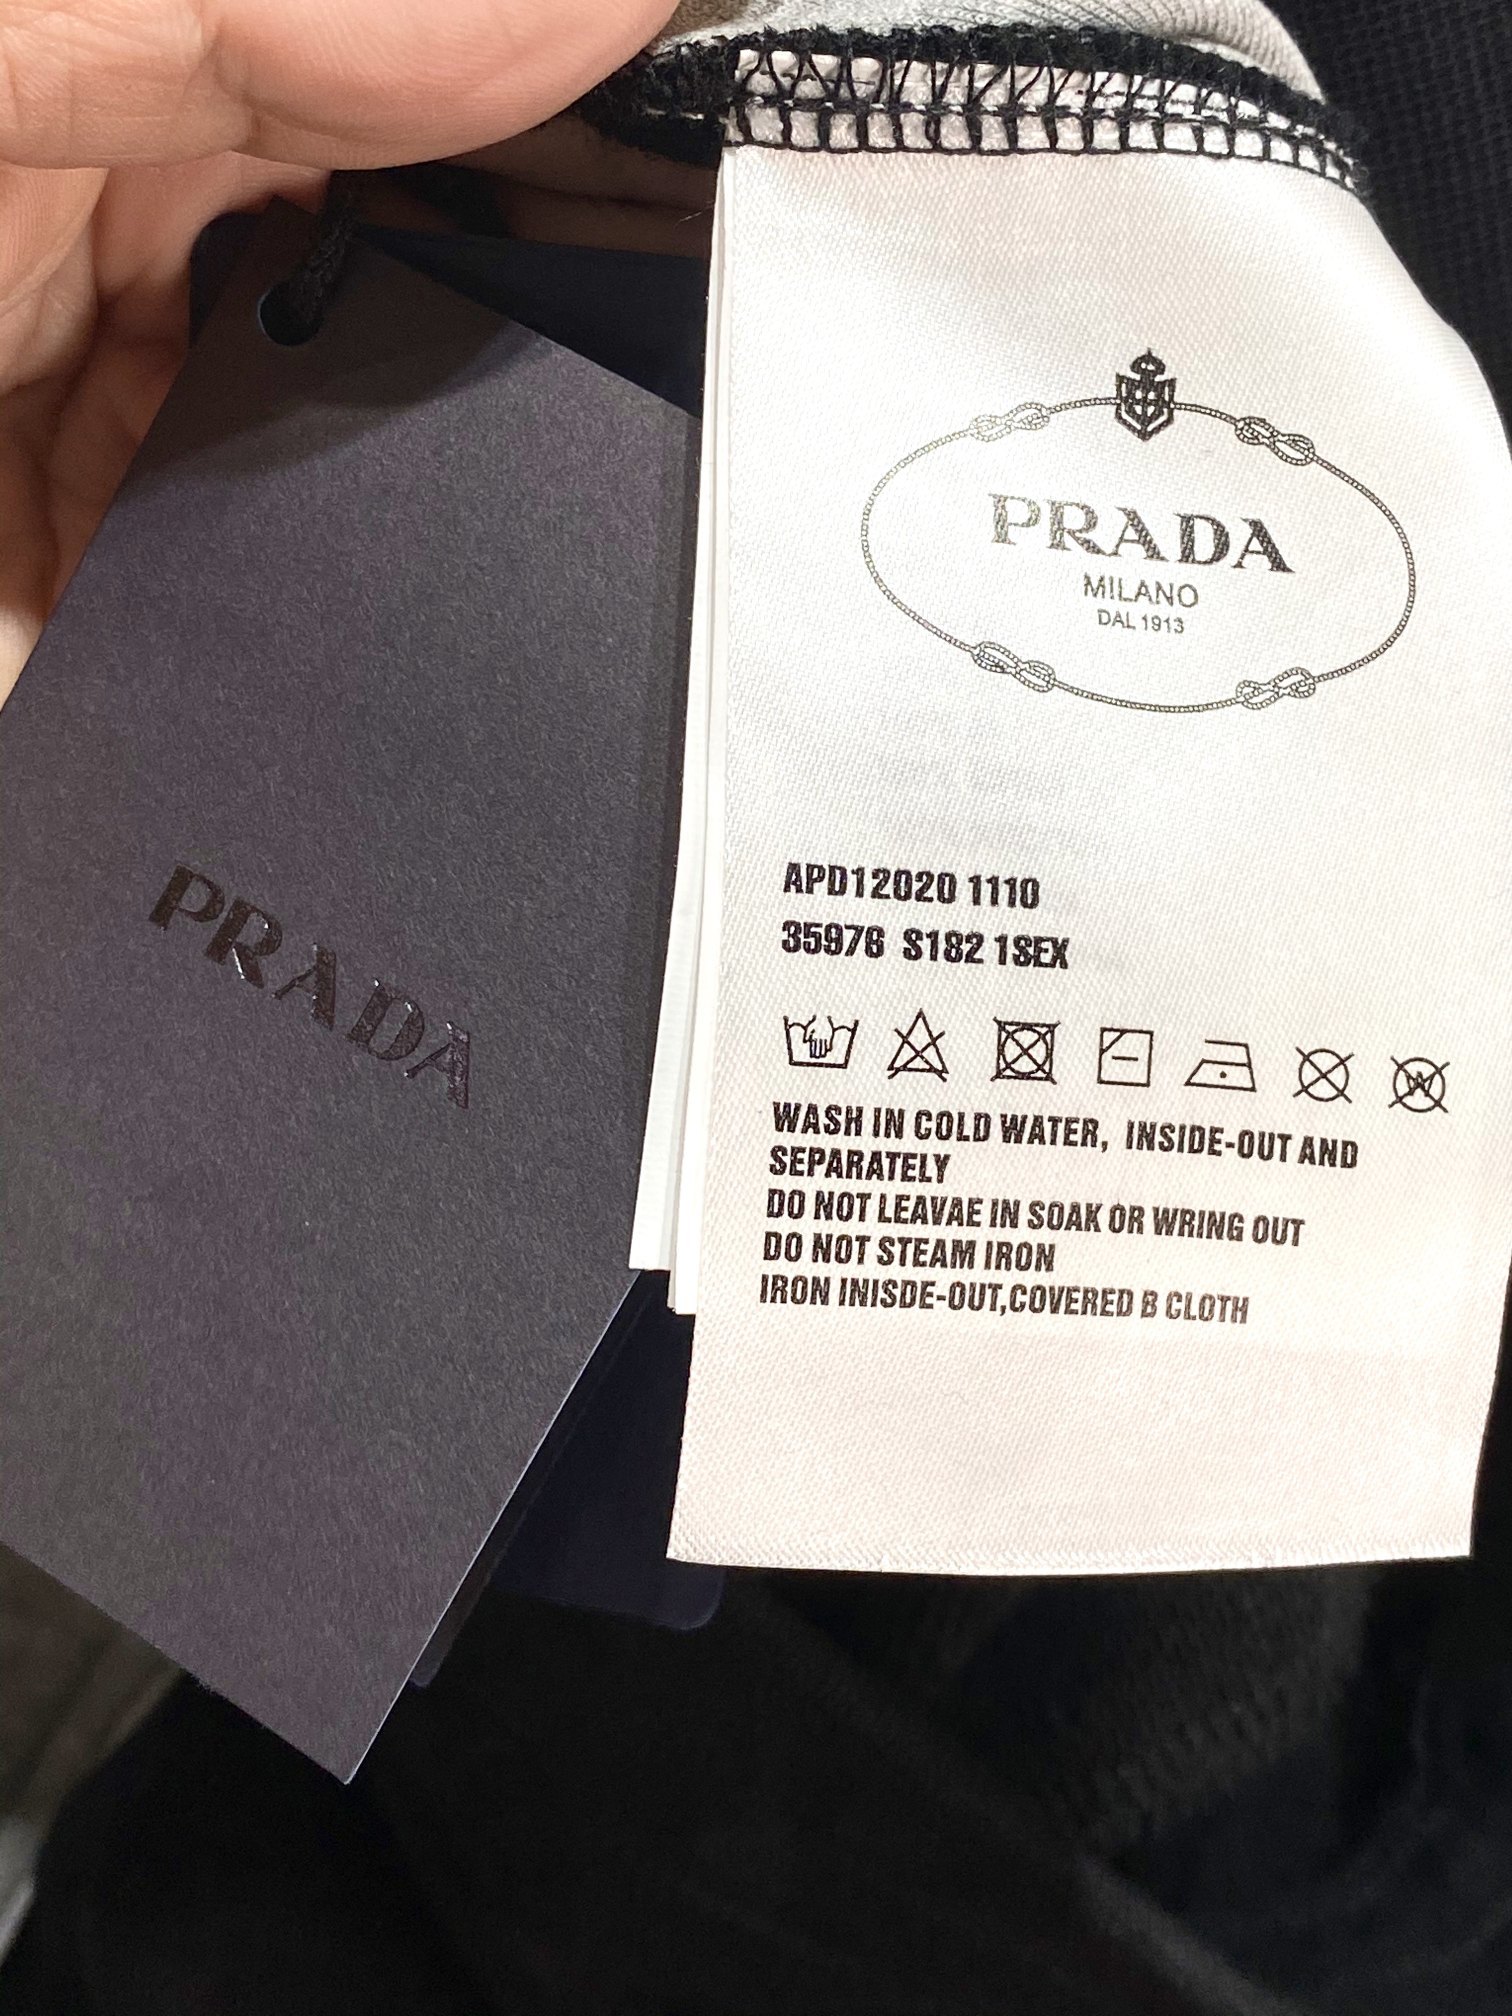 PRADA
PRADA
MILANO
DAL 1913
APD12020 1110
35976 S182 1SEX
W
WASH IN COLD WATER, INSIDE-OUT AND
SEPARATELY
DO NOT LEAVAE IN SOAK OR WRING OUT
DO NOT STEAM IRON
IRON INISDE-OUT,COVERED B CLOTH